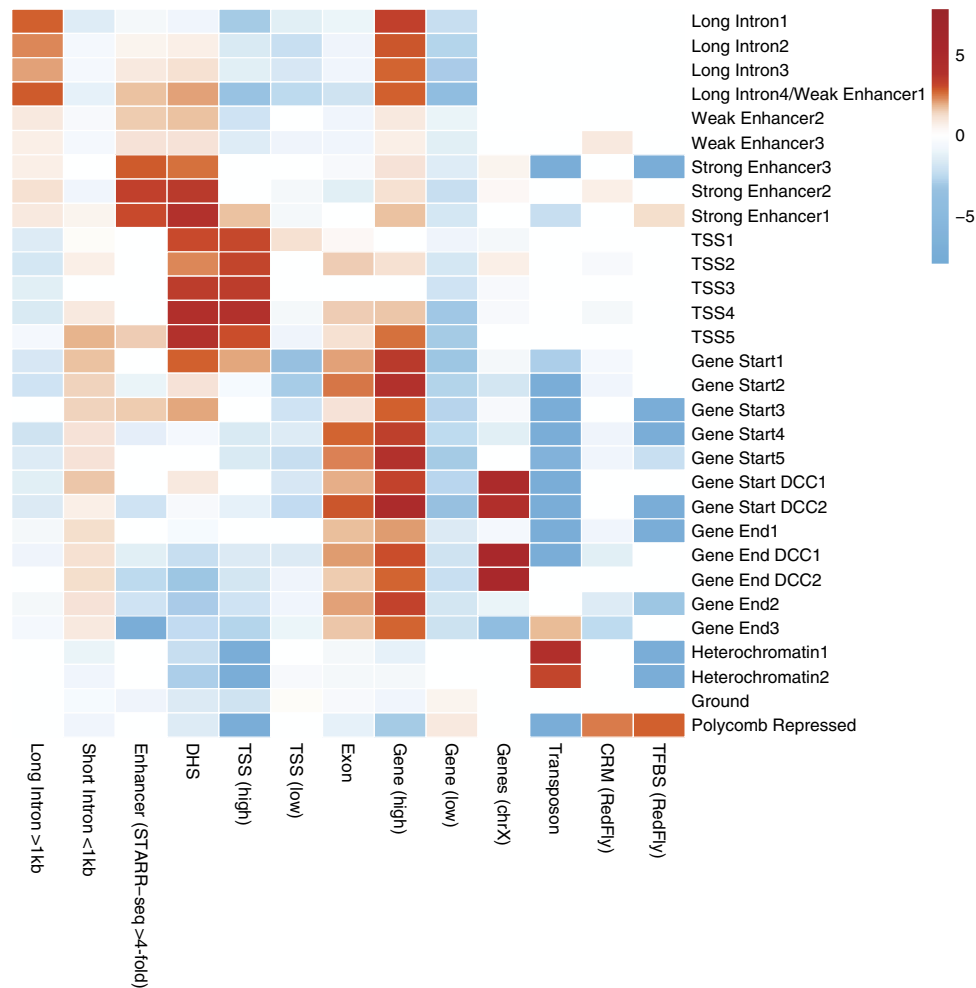 Long Intron1
Long Intron2
Long Intron3
Long Intron4/Weak Enhancer1
Weak Enhancer2
Weak Enhancer3
Strong Enhancer3
Strong Enhancer2
Strong Enhancer1
TSS1
TSS2
TSS3
TSS4
TSS5
Gene Start1
Gene Start2
Gene Start3
Gene Start4
Gene Start5
Gene Start DCC1
Gene Start DCC2
Gene End1
Gene End DCC1
Gene End DCC2
Gene End2
Gene End3
Heterochromatin1
Heterochromatin2
Ground
Polycomb Repressed
5
0
−5
Long Intron >1kb
Short Intron <1kb
Enhancer (STARR−seq >4−fold)
DHS
TSS (high)
TSS (low)
Exon
Gene (high)
Gene (low)
Genes (chrX)
Transposon
CRM (RedFly)
TFBS (RedFly)